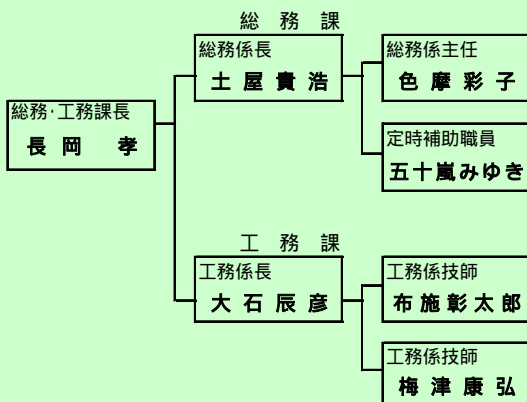 総務課
総務係長
土屋貴浩
総務係主任
色摩彩子
総務・工務課長
長岡 孝
定時補助職員
五十嵐みゆき
工務課
工務係長
大石辰彦
工務係技師
布施彰太郎
工務係技師
梅津康弘